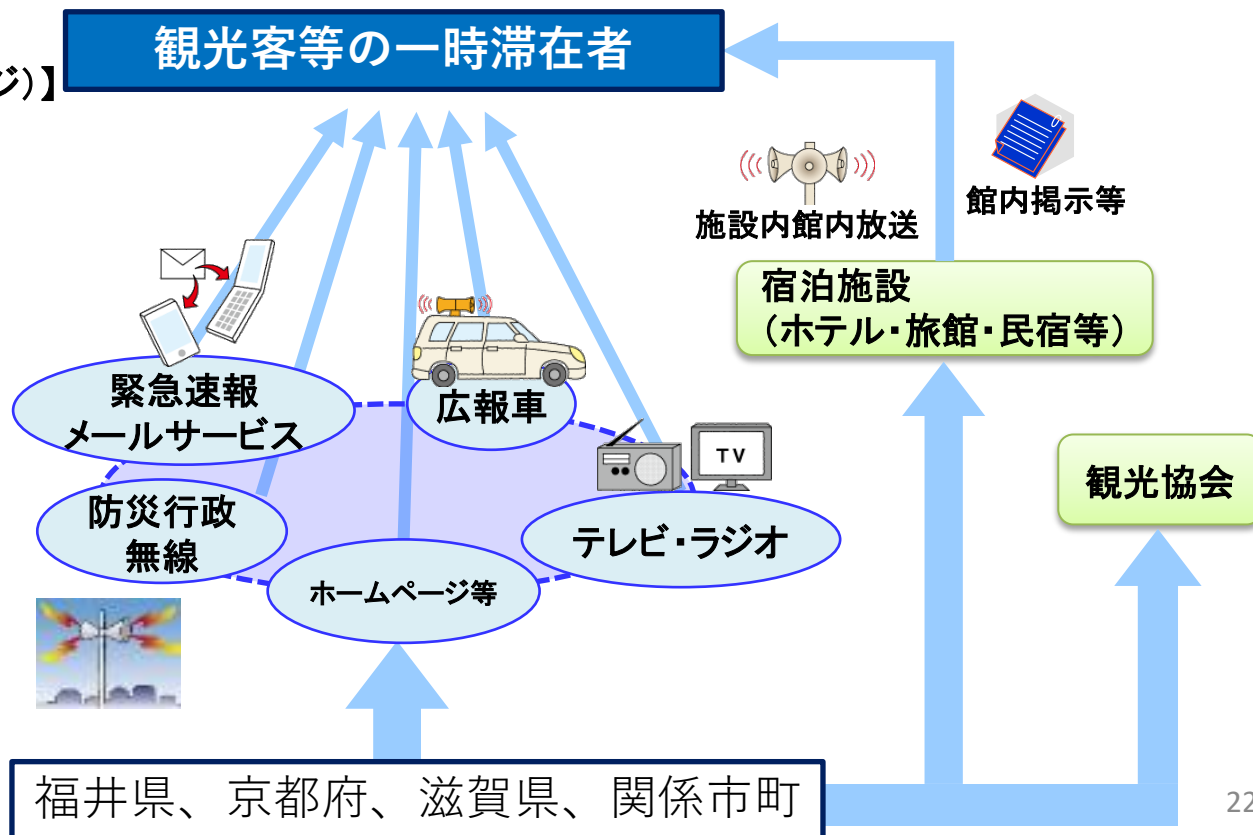 観光客等の一時滞在者
ジ)】
館内掲示等
施設内館内放送
宿泊施設
(ホテル・旅館・民宿等)
緊急速報
メールサービス
広報車
TV
観光協会
防災行政
無線
テレビ・ラジオ
ホームページ等
福井県、京都府、滋賀県、関係市町
22